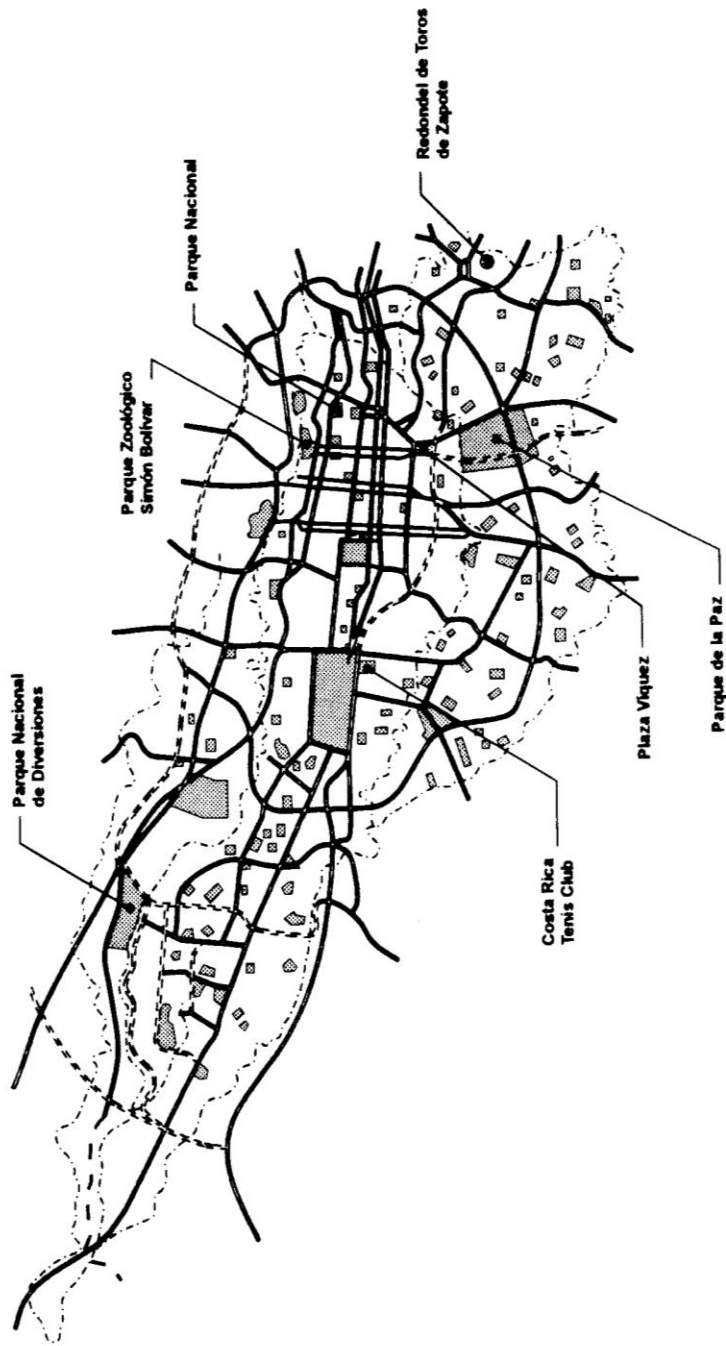 Parque Nacional
de Diversiones
Parque Zoológico
Simón Bolívar
Parque Nacional
Redondel de Toros
de Zapote
Costa Rica
Tenis Club
Plaza Viquez
Parque de la Paz